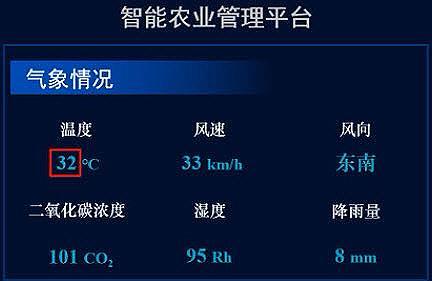 智能农业管理平台
气象情况
温度 风速 风向
32 °C 33 km/h 东南
二氧化碳浓度 湿度 降雨量
101 CO₂ 95 Rh 8 mm